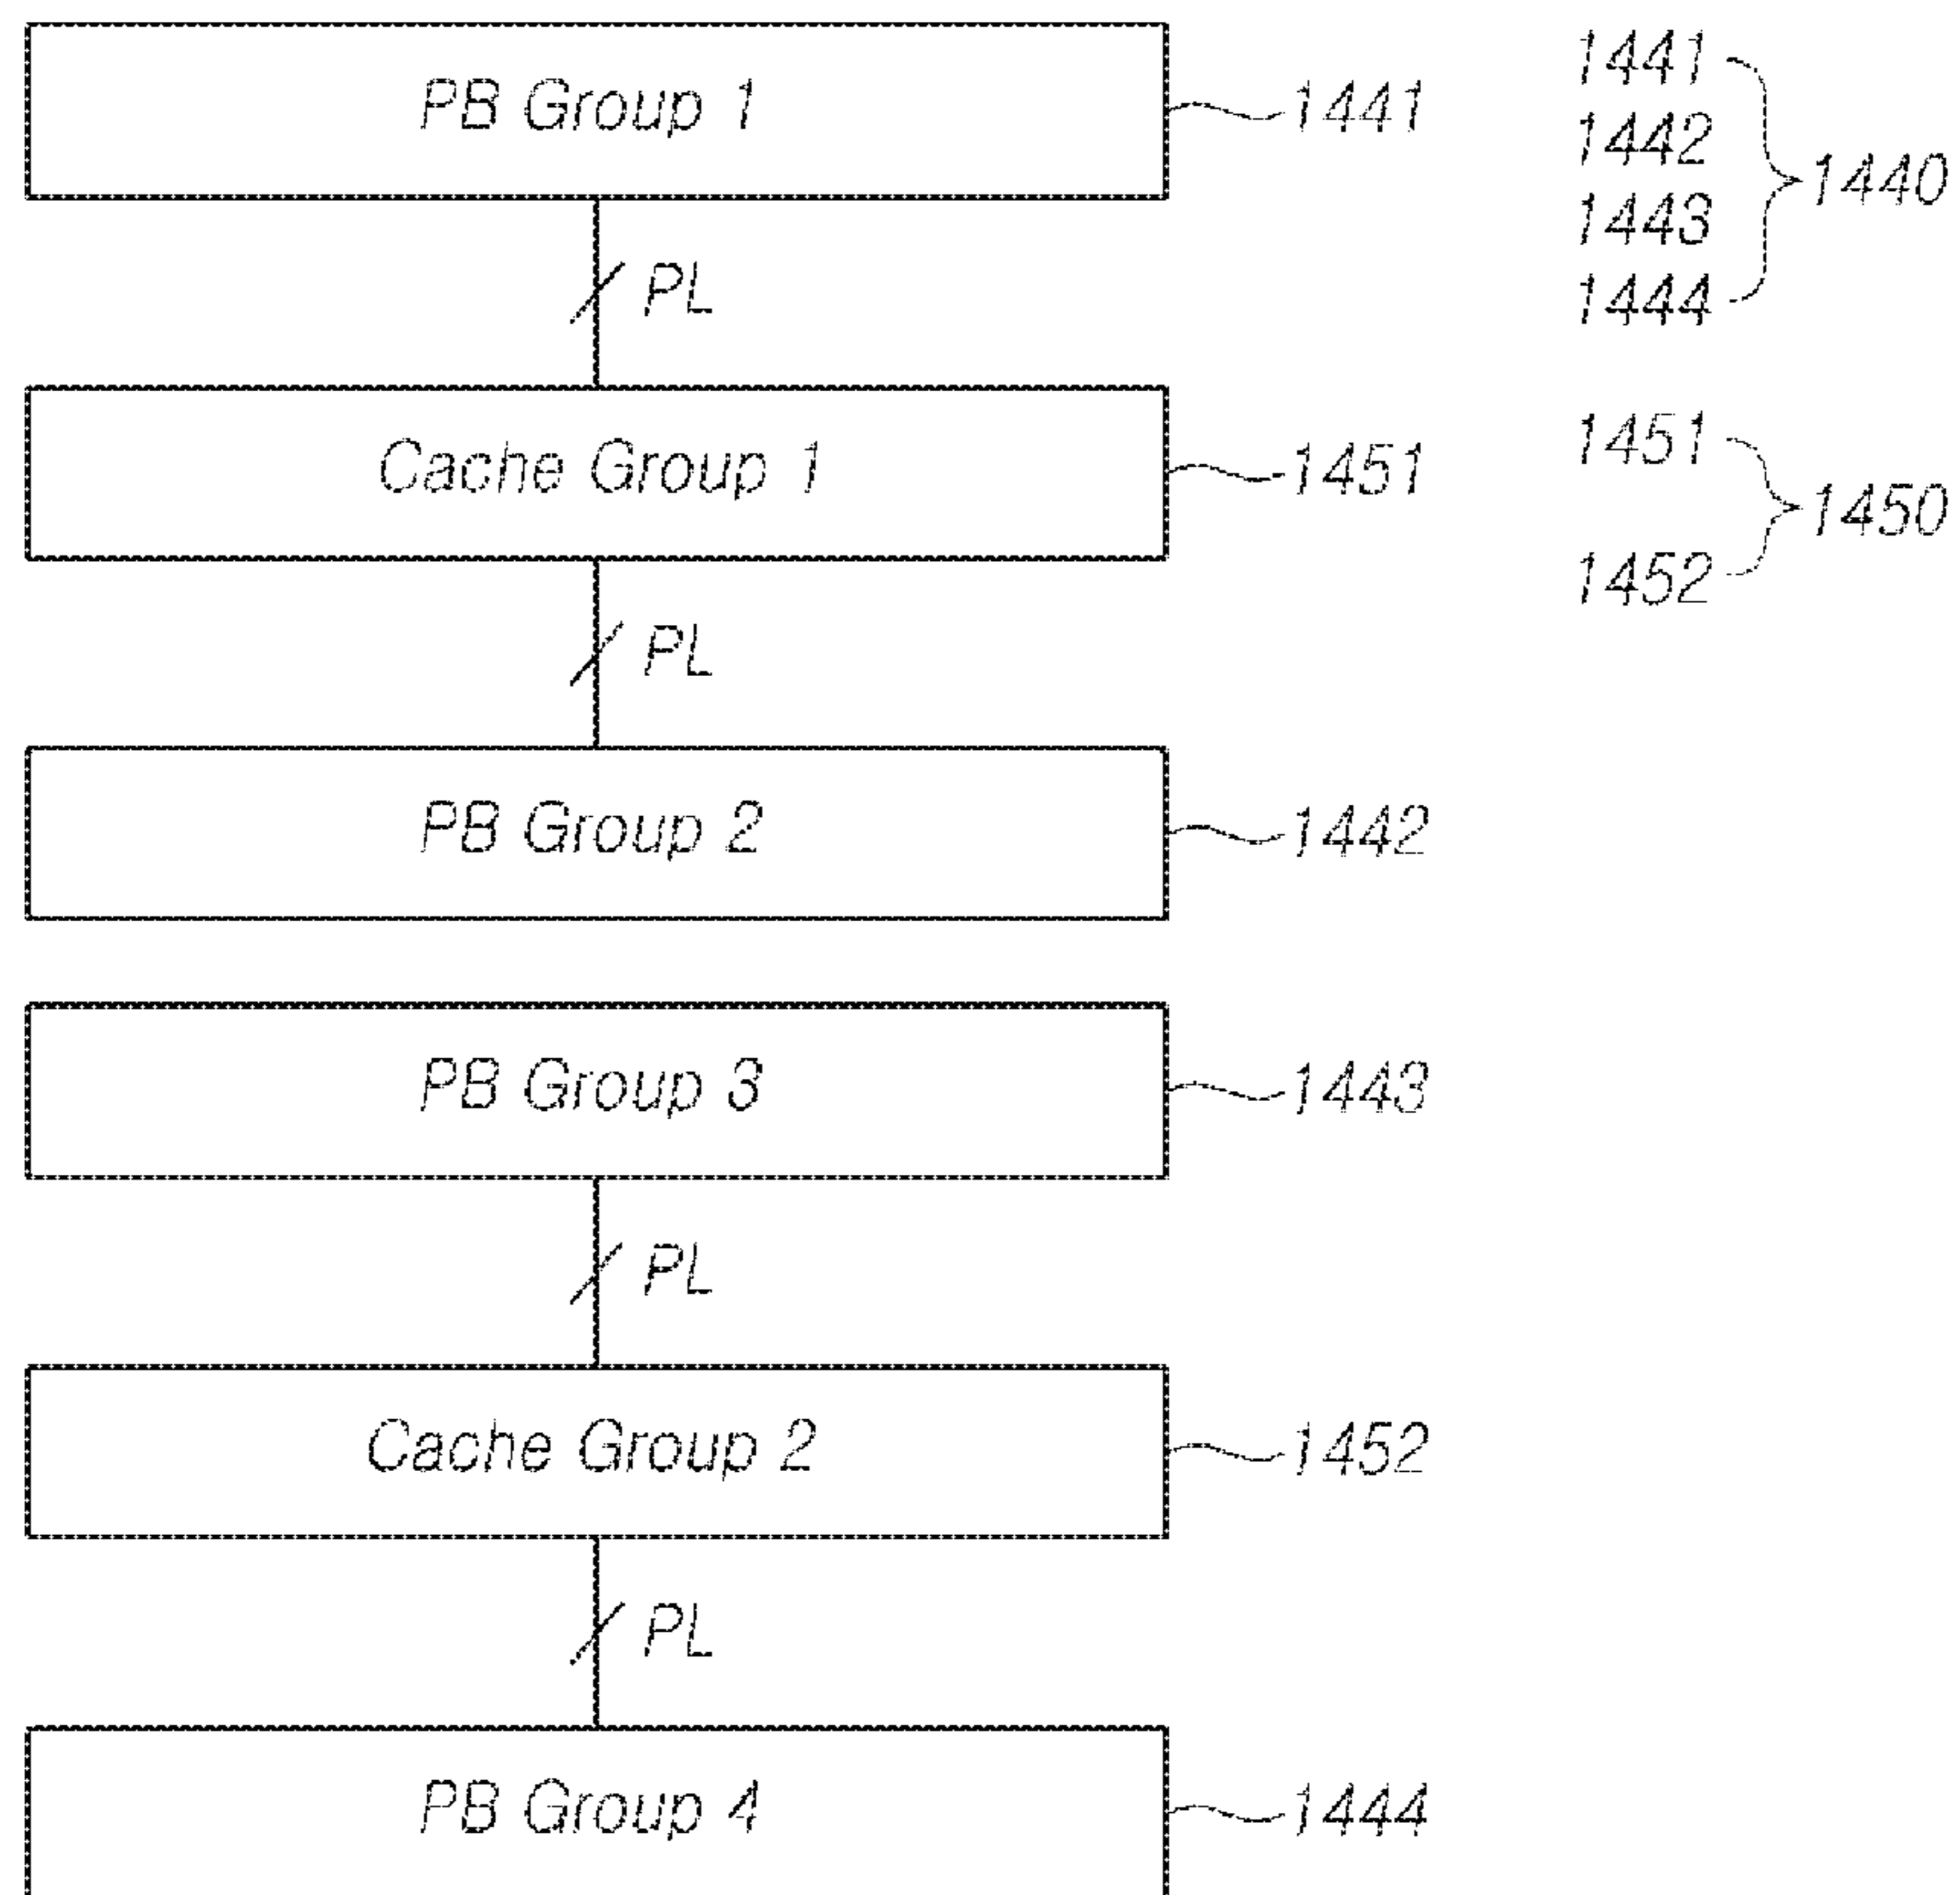 PB Group 1
1441
PL
Cache Group 1
1451
PL
PB Group 2
1442
PB Group 3
1443
PL
Cache Group 2
1452
PL
PB Group 4
1444
1441
1442
1443
1444
1440
1451
1452
1450